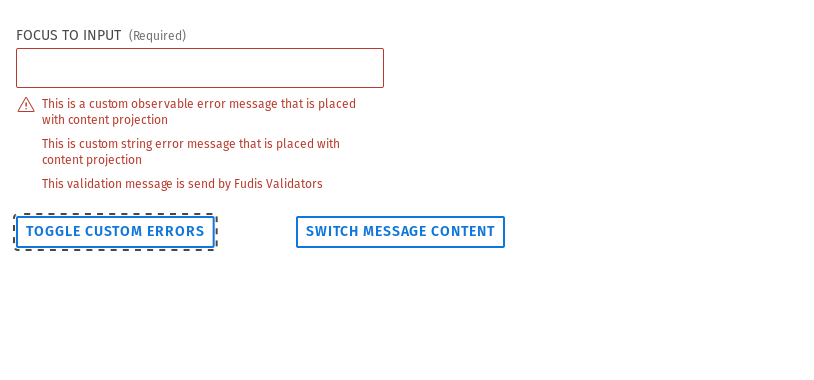 FOCUS TO INPUT (Required)
This is a custom observable error message that is placed
with content projection
This is custom string error message that is placed with
content projection
This validation message is send by Fudis Validators
TOGGLE CUSTOM ERRORS SWITCH MESSAGE CONTENT